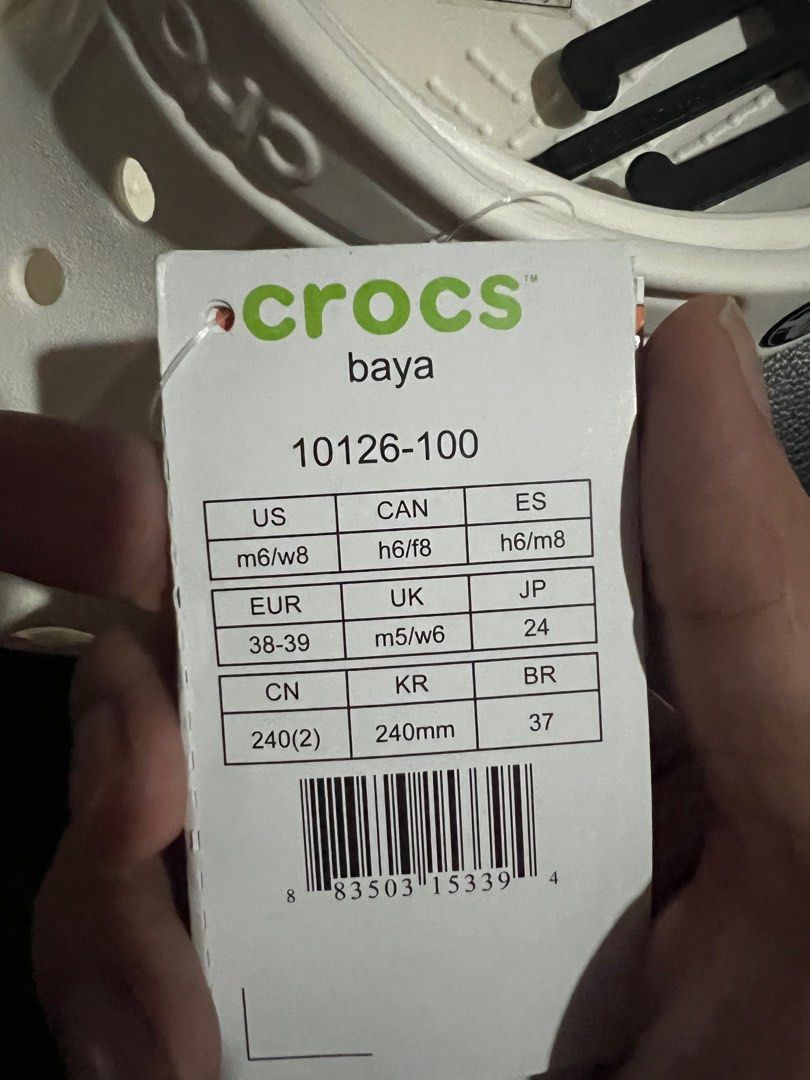 crocs™
baya
10126-100
US CAN ES
m6/w8 h6/f8 h6/m8
EUR UK JP
38-39 m5/w6 24
CN KR BR
240(2) 240mm 37
8 83503 15339 4